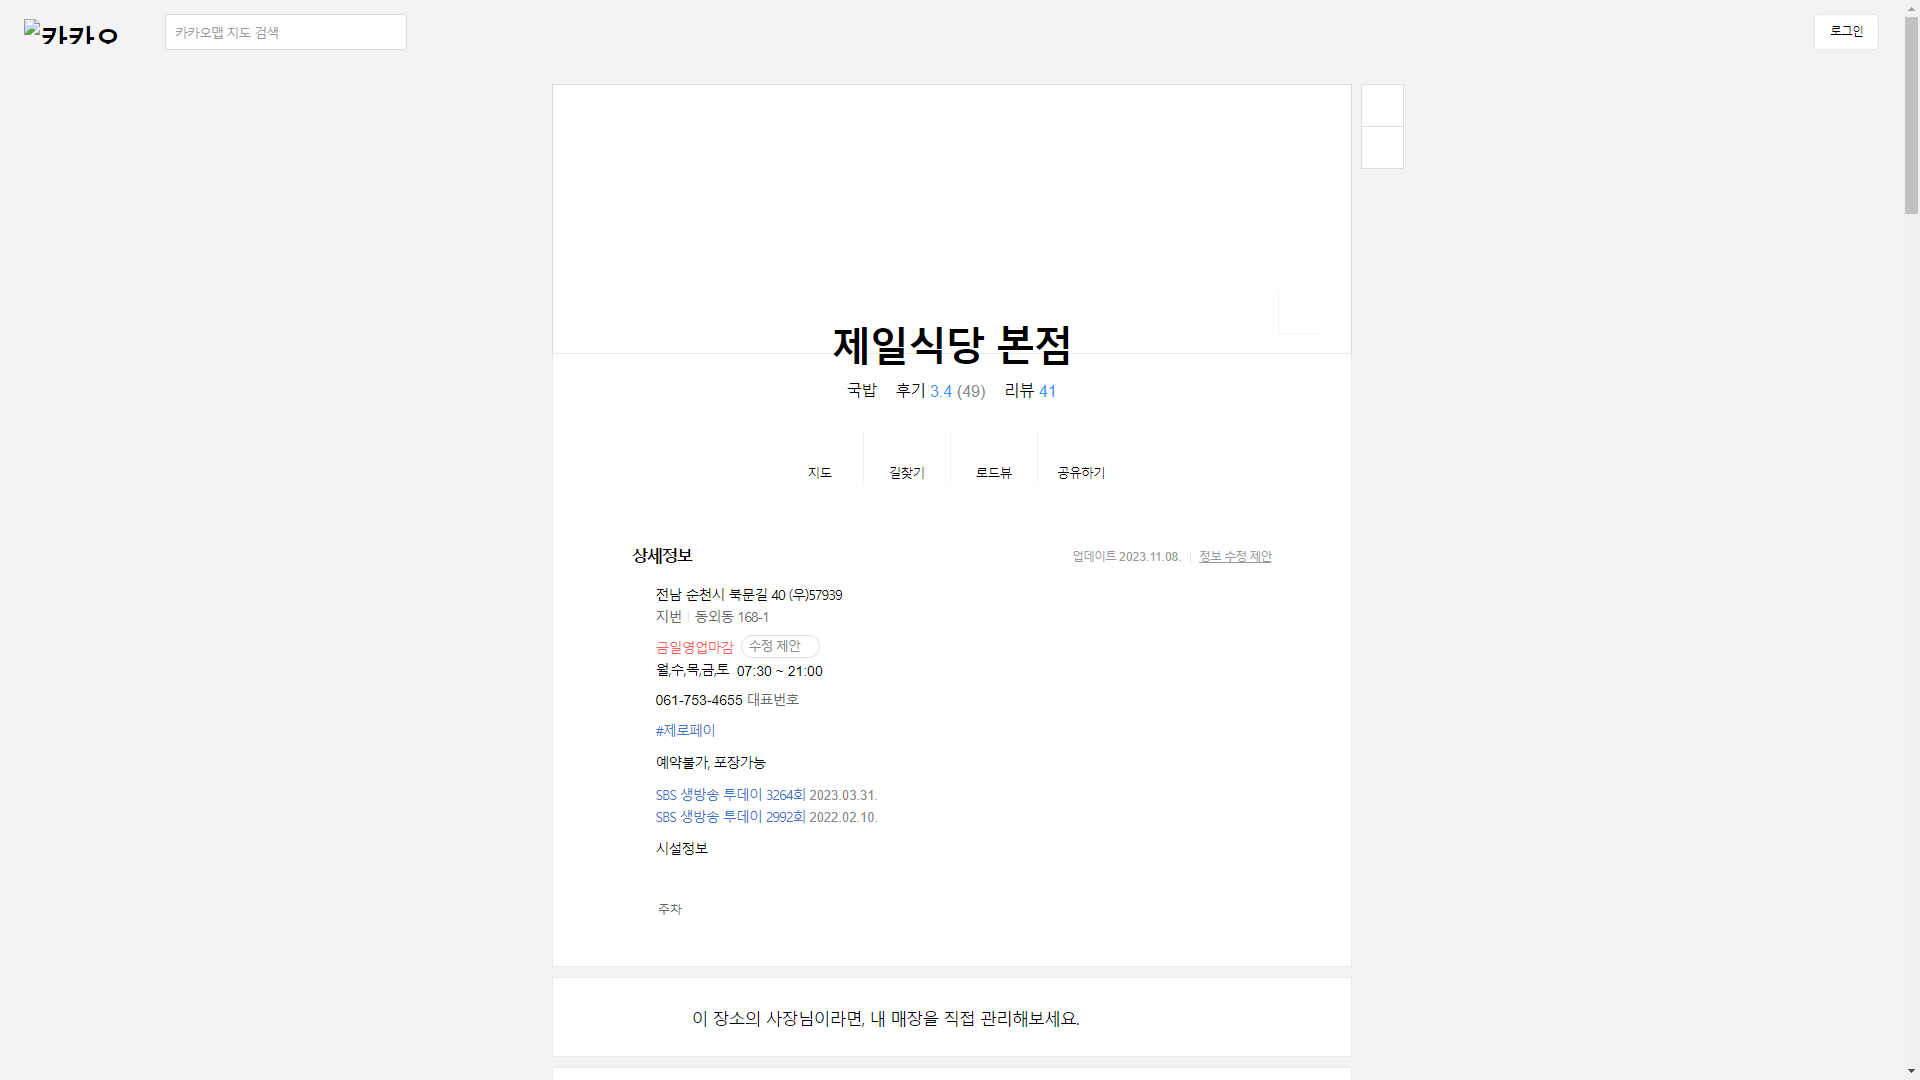 카카오
카카오맵 지도 검색
로그인
제일식당 본점
국밥 후기 3.4 (49) 리뷰 41
지도 길찾기 로드뷰 공유하기
상세정보
업데이트 2023.11.08. 정보 수정 제안
전남 순천시 북문길 40 (우)57939
지번 동외동 168-1
금일영업마감 수정 제안
월,수,목,금,토 07:30 ~ 21:00
061-753-4655 대표번호
#제로페이
예약불가, 포장가능
SBS 생방송 투데이 3264회 2023.03.31.
SBS 생방송 투데이 2992회 2022.02.10.
시설정보
주차
이 장소의 사장님이라면, 내 매장을 직접 관리해보세요.